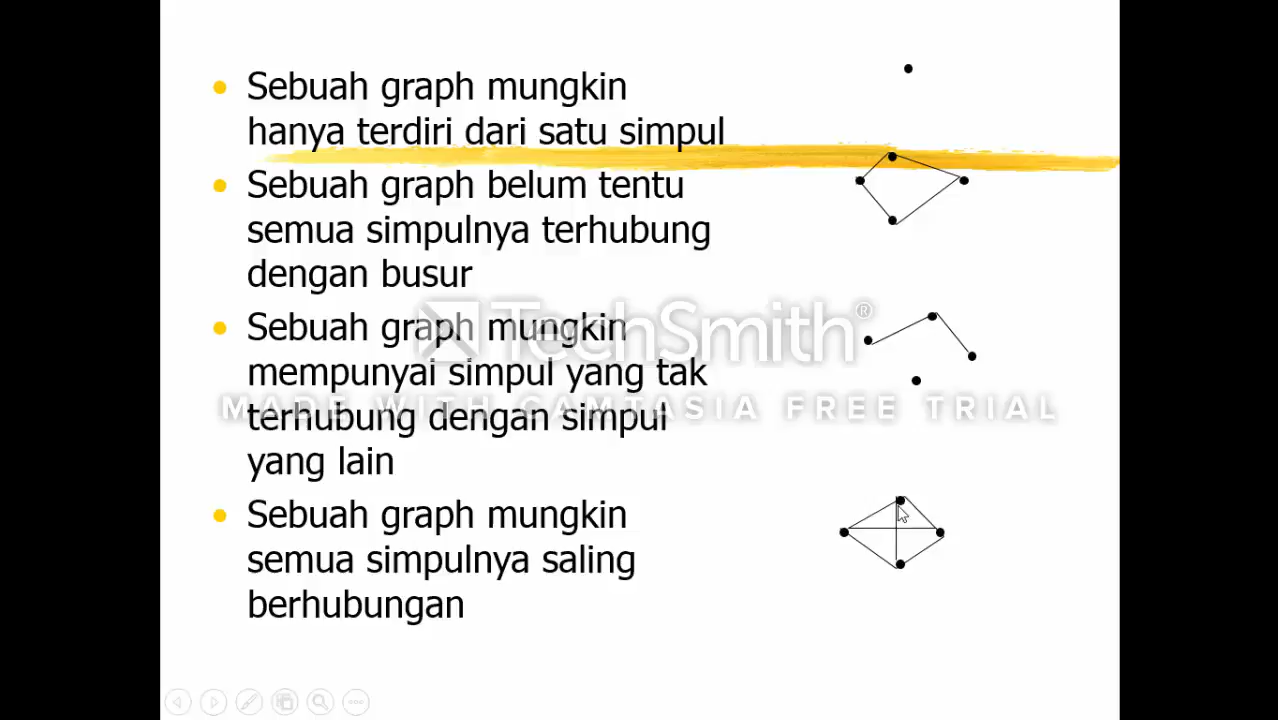 Sebuah graph mungkin
hanya terdiri dari satu simpul
Sebuah graph belum tentu
semua simpulnya terhubung
dengan busur
Sebuah graph mungkin
mempunyai simpul yang tak
terhubung dengan simpul
yang lain
Sebuah graph mungkin
semua simpulnya saling
berhubungan
TechSmith®
MADE WITH CAMTASIA FREE TRIAL